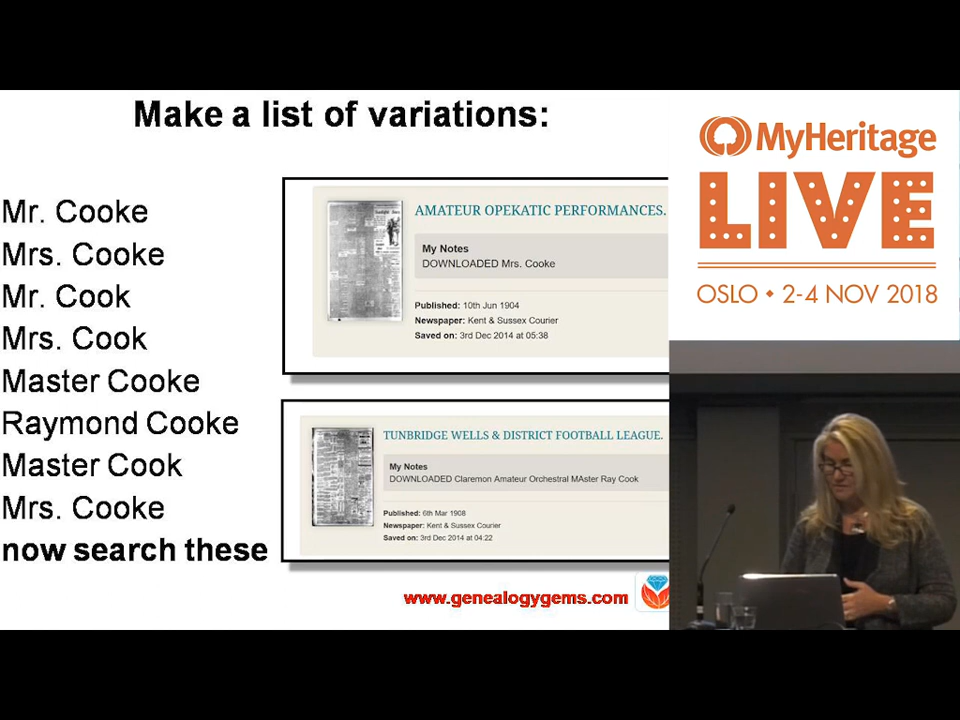 Make a list of variations:
Mr. Cooke
Mrs. Cooke
Mr. Cook
Mrs. Cook
Master Cooke
Raymond Cooke
Master Cook
Mrs. Cooke
now search these
AMATEUR OPEKATIC PERFORMANCES.
My Notes
DOWNLOADED Mrs. Cooke
Published: 10th Jun 1904
Newspaper: Kent & Sussex Courier
Saved on: 3rd Dec 2014 at 05:38
TUNBRIDGE WELLS & DISTRICT FOOTBALL LEAGUE.
My Notes
DOWNLOADED Claremon Amateur Orchestral MAster Ray Cook
Published: 6th Mar 1908
Newspaper: Kent & Sussex Courier
Saved on: 3rd Dec 2014 at 04:22
www.genealogygems.com
MyHeritage
LIVE
OSLO • 2-4 NOV 2018